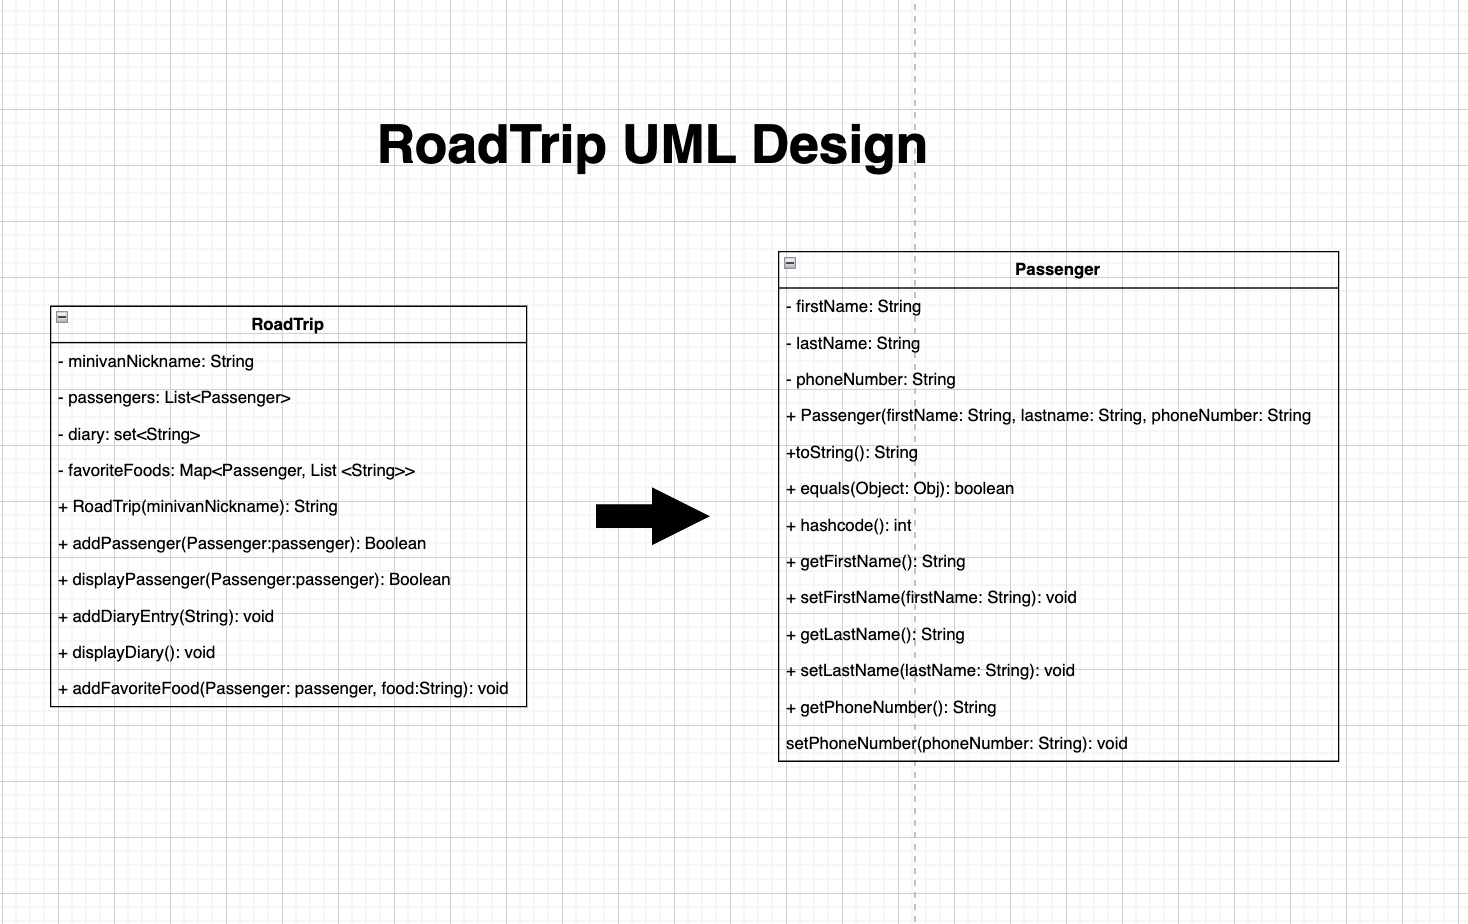 RoadTrip UML Design
RoadTrip
- minivanNickname: String
- passengers: List<Passenger>
- diary: set<String>
- favoriteFoods: Map<Passenger, List <String>>
+ RoadTrip(minivanNickname): String
+ addPassenger(Passenger:passenger): Boolean
+ displayPassenger(Passenger:passenger): Boolean
+ addDiaryEntry(String): void
+ displayDiary(): void
+ addFavoriteFood(Passenger: passenger, food:String): void
Passenger
- firstName: String
- lastName: String
- phoneNumber: String
+ Passenger(firstName: String, lastname: String, phoneNumber: String
+toString(): String
+ equals(Object: Obj): boolean
+ hashcode(): int
+ getFirstName(): String
+ setFirstName(firstName: String): void
+ getLastName(): String
+ setLastName(lastName: String): void
+ getPhoneNumber(): String
setPhoneNumber(phoneNumber: String): void